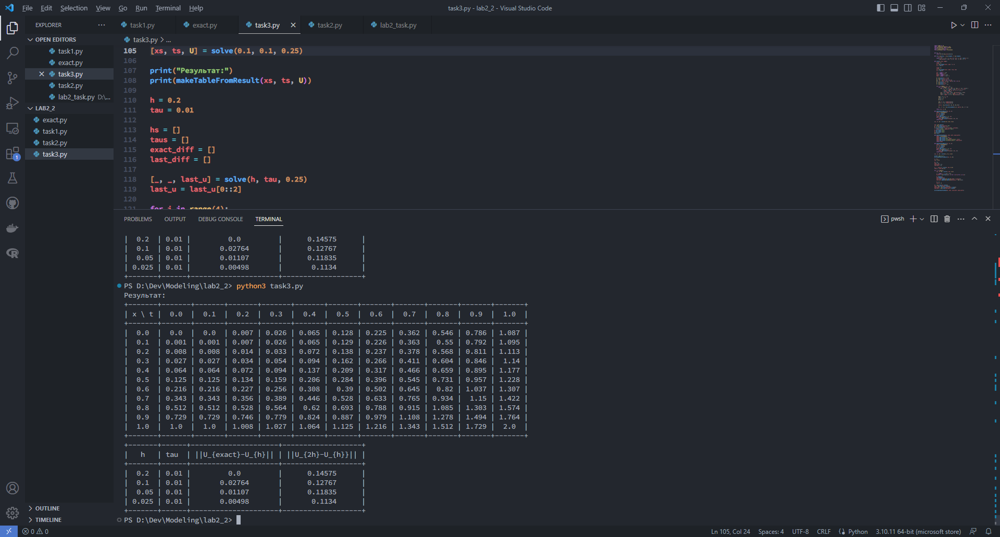 File Edit Selection View Go Run Terminal Help
task3.py - lab2_2 - Visual Studio Code
EXPLORER
task1.py
exact.py
task3.py
task2.py
lab2_task.py
OPEN EDITORS
task1.py
exact.py
task3.py
task2.py
lab2_task.py D:\...
LAB2_2
exact.py
task1.py
task2.py
task3.py
OUTLINE
TIMELINE
1
task3.py > ...
105 [xs, ts, U] = solve(0.1, 0.1, 0.25)
106
107 print("Результат:")
108 print(makeTableFromResult(xs, ts, U))
109
110 h = 0.2
111 tau = 0.01
112
113 hs = []
114 taus = []
115 exact_diff = []
116 last_diff = []
117
118 [_, _, last_u] = solve(h, tau, 0.25)
119 last_u = last_u[0::2]
120
121 for i in range(4):
PROBLEMS OUTPUT DEBUG CONSOLE TERMINAL
pwsh
| 0.2 | 0.01 | 0.0 | 0.14575 |
| 0.1 | 0.01 | 0.02764 | 0.12767 |
| 0.05 | 0.01 | 0.01107 | 0.11835 |
| 0.025 | 0.01 | 0.00498 | 0.1134 |
+-------+------+---------------------+-------------------+
PS D:\Dev\Modeling\lab2_2> python3 task3.py
Результат:
+-------+-------+-------+-------+-------+-------+-------+-------+-------+-------+-------+-------+
| x \ t | 0.0 | 0.1 | 0.2 | 0.3 | 0.4 | 0.5 | 0.6 | 0.7 | 0.8 | 0.9 | 1.0 |
+-------+-------+-------+-------+-------+-------+-------+-------+-------+-------+-------+-------+
| 0.0 | 0.0 | 0.0 | 0.007 | 0.026 | 0.065 | 0.128 | 0.225 | 0.362 | 0.546 | 0.786 | 1.087 |
| 0.1 | 0.001 | 0.001 | 0.007 | 0.026 | 0.065 | 0.129 | 0.226 | 0.363 | 0.55 | 0.792 | 1.095 |
| 0.2 | 0.008 | 0.008 | 0.014 | 0.033 | 0.072 | 0.138 | 0.237 | 0.378 | 0.568 | 0.811 | 1.113 |
| 0.3 | 0.027 | 0.027 | 0.034 | 0.054 | 0.094 | 0.162 | 0.266 | 0.411 | 0.604 | 0.846 | 1.14 |
| 0.4 | 0.064 | 0.064 | 0.072 | 0.094 | 0.137 | 0.209 | 0.317 | 0.466 | 0.659 | 0.895 | 1.177 |
| 0.5 | 0.125 | 0.125 | 0.134 | 0.159 | 0.206 | 0.284 | 0.396 | 0.545 | 0.731 | 0.957 | 1.228 |
| 0.6 | 0.216 | 0.216 | 0.227 | 0.256 | 0.308 | 0.39 | 0.502 | 0.645 | 0.82 | 1.037 | 1.307 |
| 0.7 | 0.343 | 0.343 | 0.356 | 0.389 | 0.446 | 0.528 | 0.633 | 0.765 | 0.934 | 1.15 | 1.422 |
| 0.8 | 0.512 | 0.512 | 0.528 | 0.564 | 0.62 | 0.693 | 0.788 | 0.915 | 1.085 | 1.303 | 1.574 |
| 0.9 | 0.729 | 0.729 | 0.746 | 0.779 | 0.824 | 0.887 | 0.979 | 1.108 | 1.278 | 1.494 | 1.764 |
| 1.0 | 1.0 | 1.0 | 1.008 | 1.027 | 1.064 | 1.125 | 1.216 | 1.343 | 1.512 | 1.729 | 2.0 |
+-------+-------+-------+-------+-------+-------+-------+-------+-------+-------+-------+-------+
+-------+------+---------------------+-------------------+
| h | tau | ||U_{exact}-U_{h}|| | ||U_{2h}-U_{h}}|| |
+-------+------+---------------------+-------------------+
| 0.2 | 0.01 | 0.0 | 0.14575 |
| 0.1 | 0.01 | 0.02764 | 0.12767 |
| 0.05 | 0.01 | 0.01107 | 0.11835 |
| 0.025 | 0.01 | 0.00498 | 0.1134 |
+-------+------+---------------------+-------------------+
PS D:\Dev\Modeling\lab2_2>
0 0
Ln 105, Col 24 Spaces: 4 UTF-8 CRLF Python 3.10.11 64-bit (microsoft store)